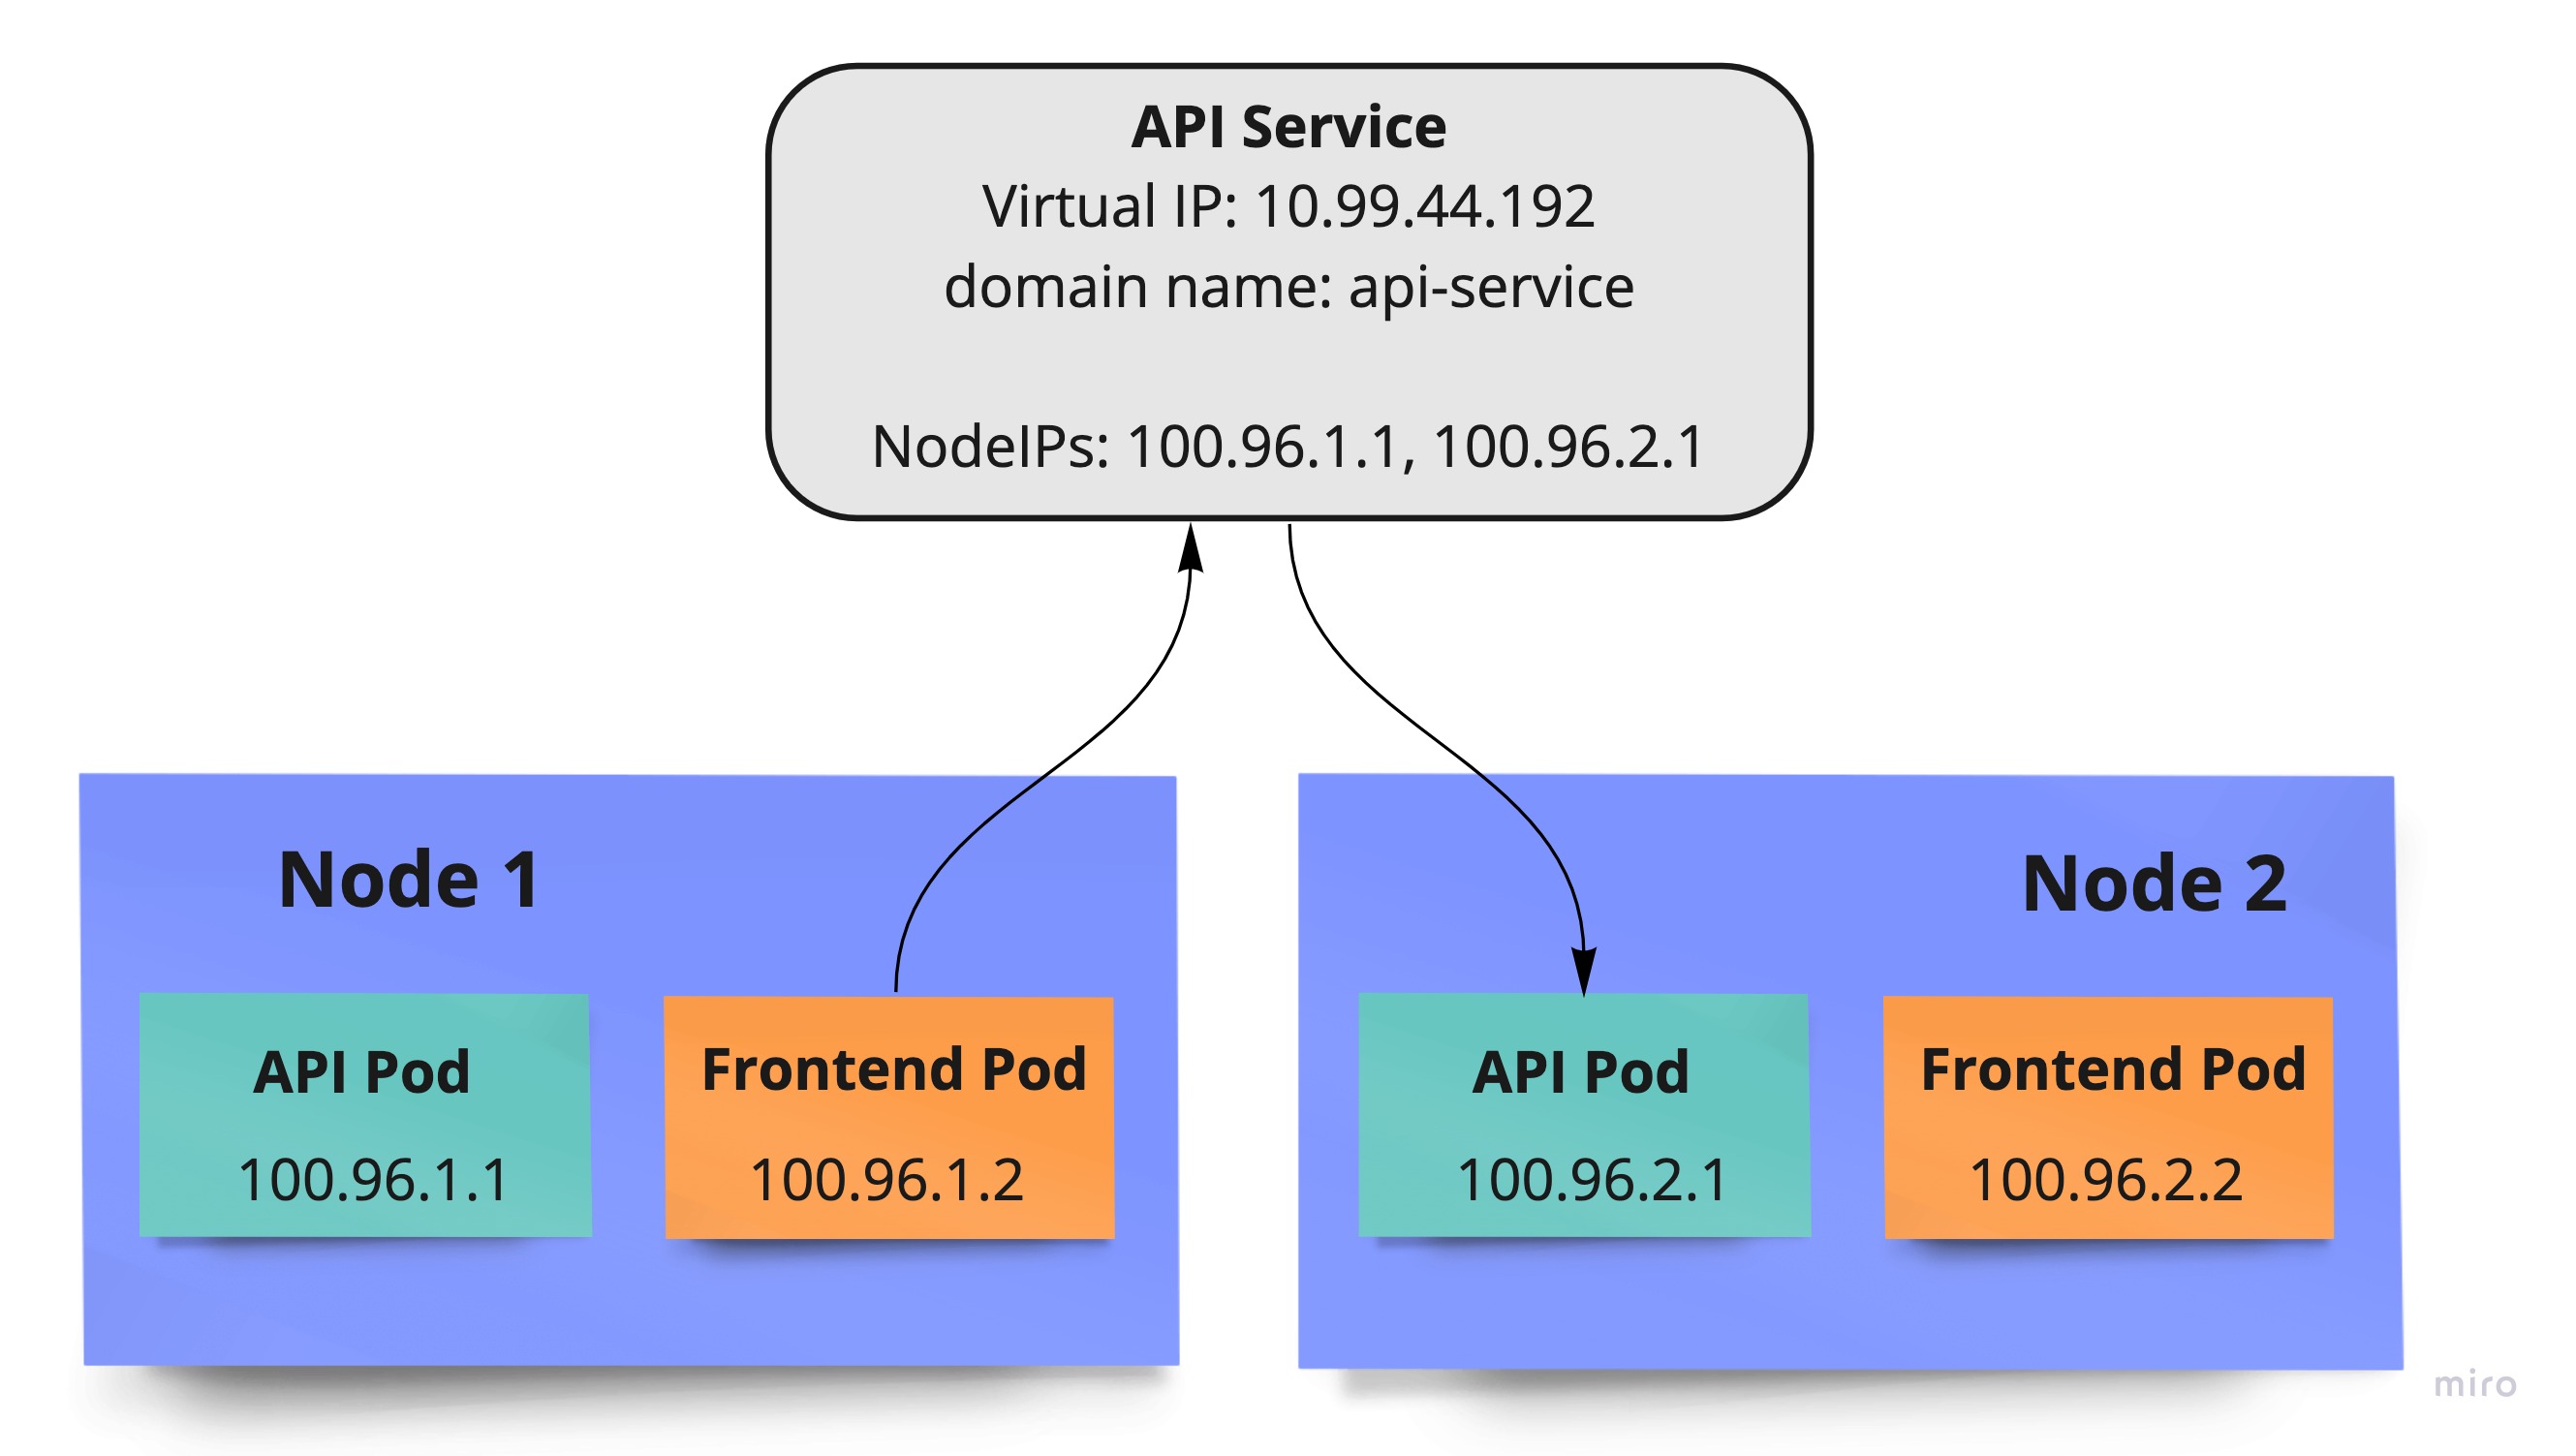 API Service
Virtual IP: 10.99.44.192
domain name: api-service
NodeIPs: 100.96.1.1, 100.96.2.1
Node 1
API Pod
100.96.1.1
Frontend Pod
100.96.1.2
Node 2
API Pod
100.96.2.1
Frontend Pod
100.96.2.2
miro